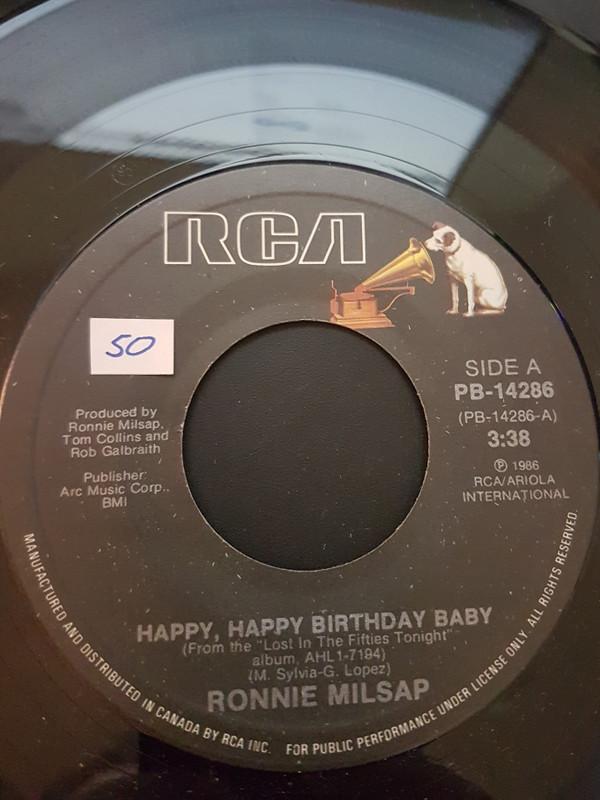 RCA
50
SIDE A
PB-14286
(PB-14286-A)
3:38
℗ 1986
RCA/ARIOLA
INTERNATIONAL
Produced by
Ronnie Milsap,
Tom Collins and
Rob Galbraith
Publisher:
Arc Music Corp.,
BMI
HAPPY, HAPPY BIRTHDAY BABY
(From the "Lost In The Fifties Tonight"
album, AHL1-7194)
(M. Sylvia-G. Lopez)
RONNIE MILSAP
MANUFACTURED AND DISTRIBUTED IN CANADA BY RCA INC. FOR PUBLIC PERFORMANCE UNDER LICENSE ONLY. ALL RIGHTS RESERVED.